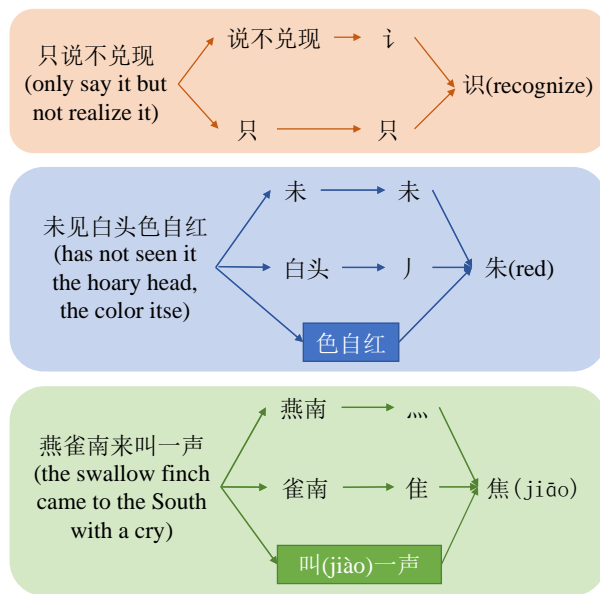 只说不兑现
(only say it but
not realize it)
说不兑现
讠
只
只
识(recognize)
未见白头色自红
(has not seen it
the hoary head,
the color itse)
未
未
白头
丿
色自红
朱(red)
燕雀南来叫一声
(the swallow finch
came to the South
with a cry)
燕南
灬
雀南
隹
叫(jiào)一声
焦(jiāo)